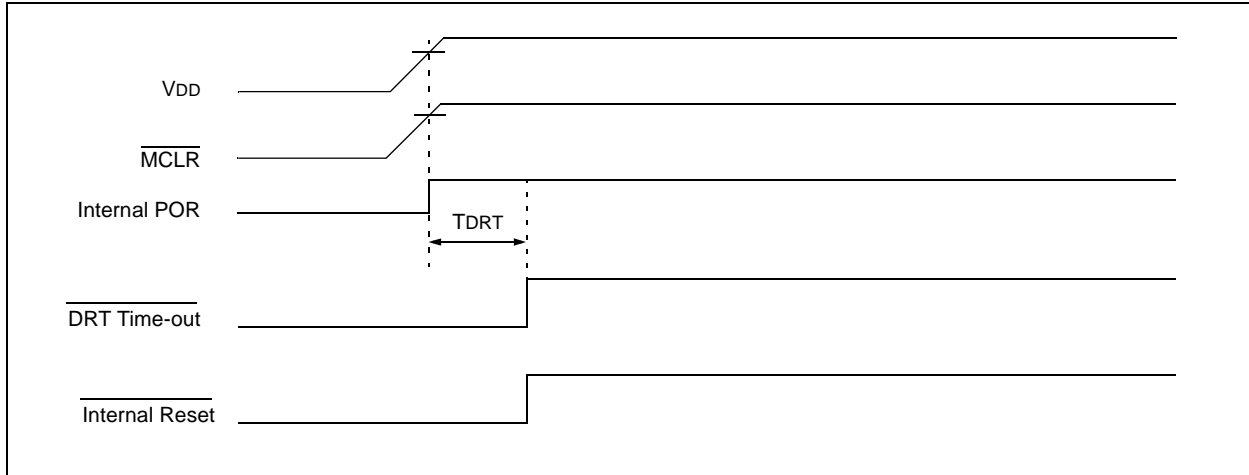 VDD
MCLR
Internal POR
TDRT
DRT Time-out
Internal Reset